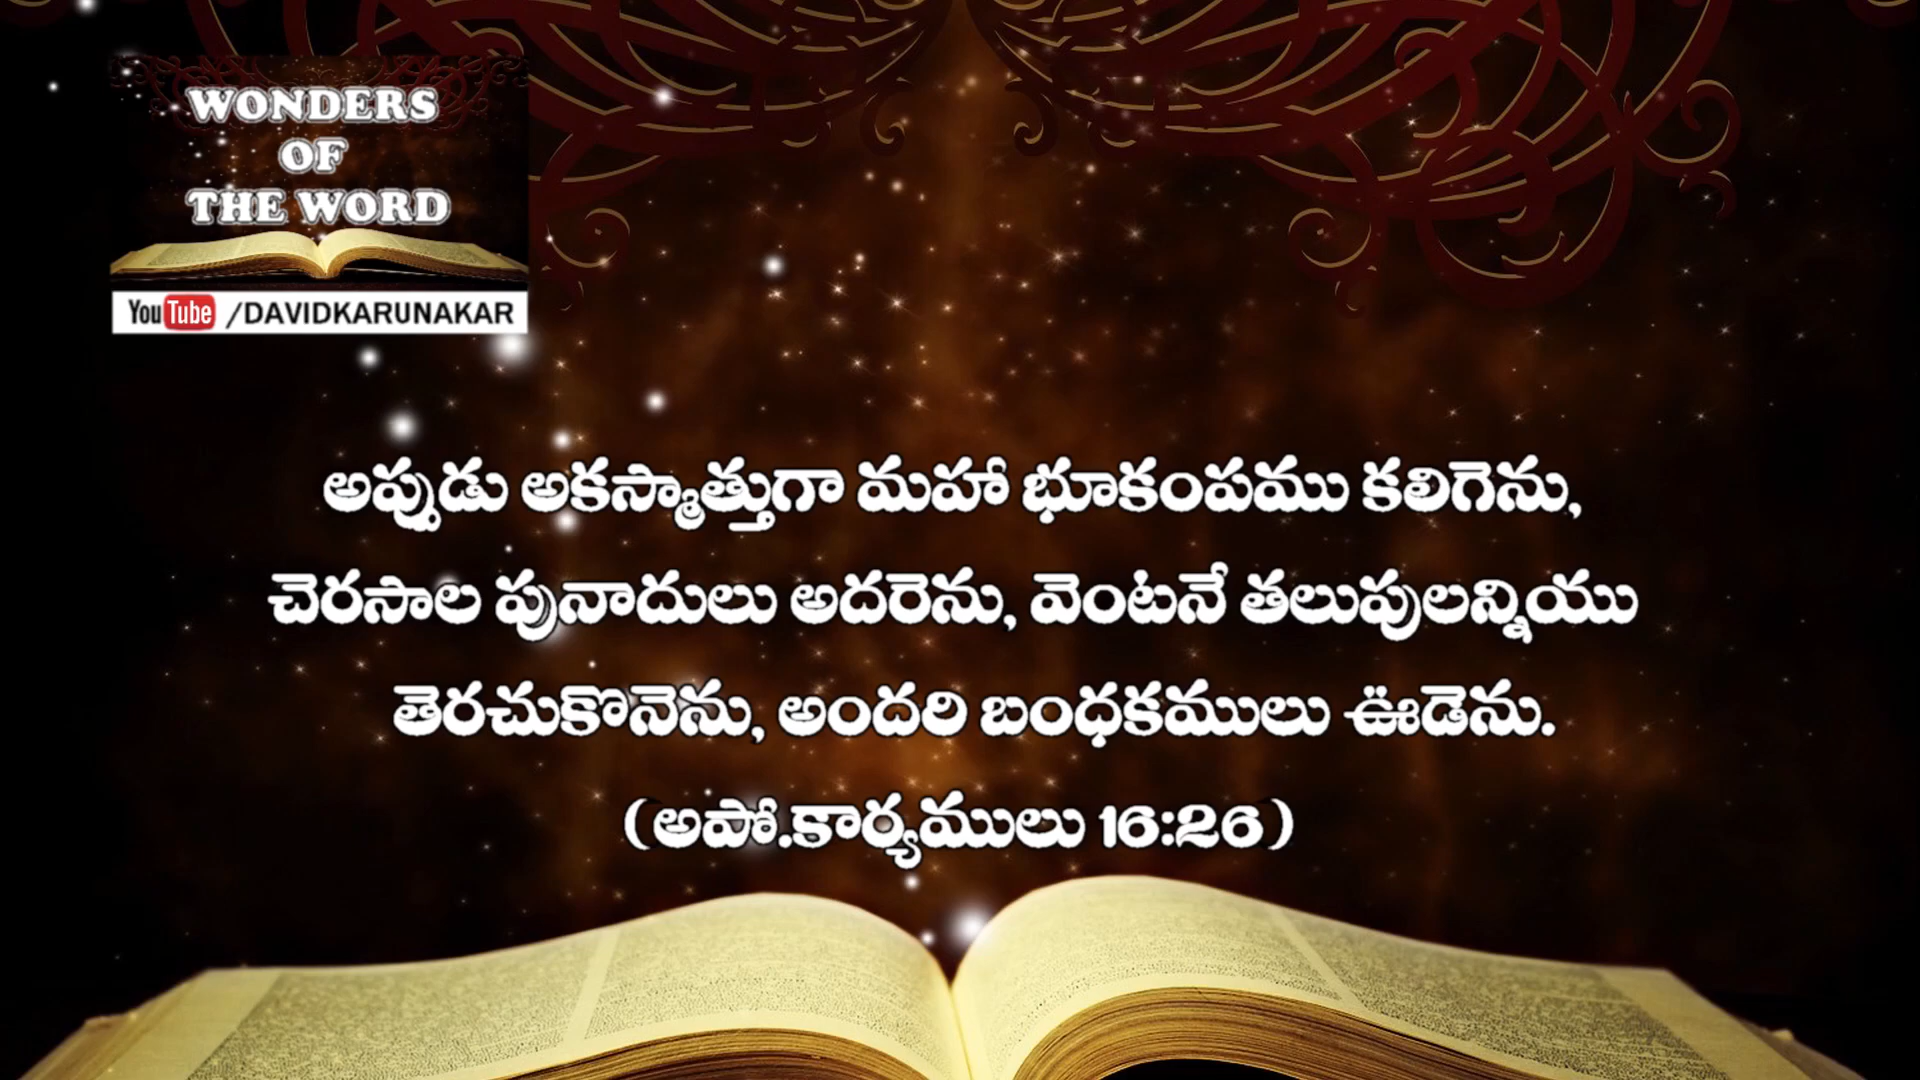 WONDERS
OF
THE WORD
YouTube /DAVIDKARUNAKAR
అప్పుడు అకస్మాత్తుగా మహా భూకంపము కలిగెను,
చెరసాల పునాదులు అదరెను, వెంటనే తలుపులన్నియు
తెరచుకొనెను, అందరి బంధకములు ఊడెను.
(అపో.కార్యములు 16:26)